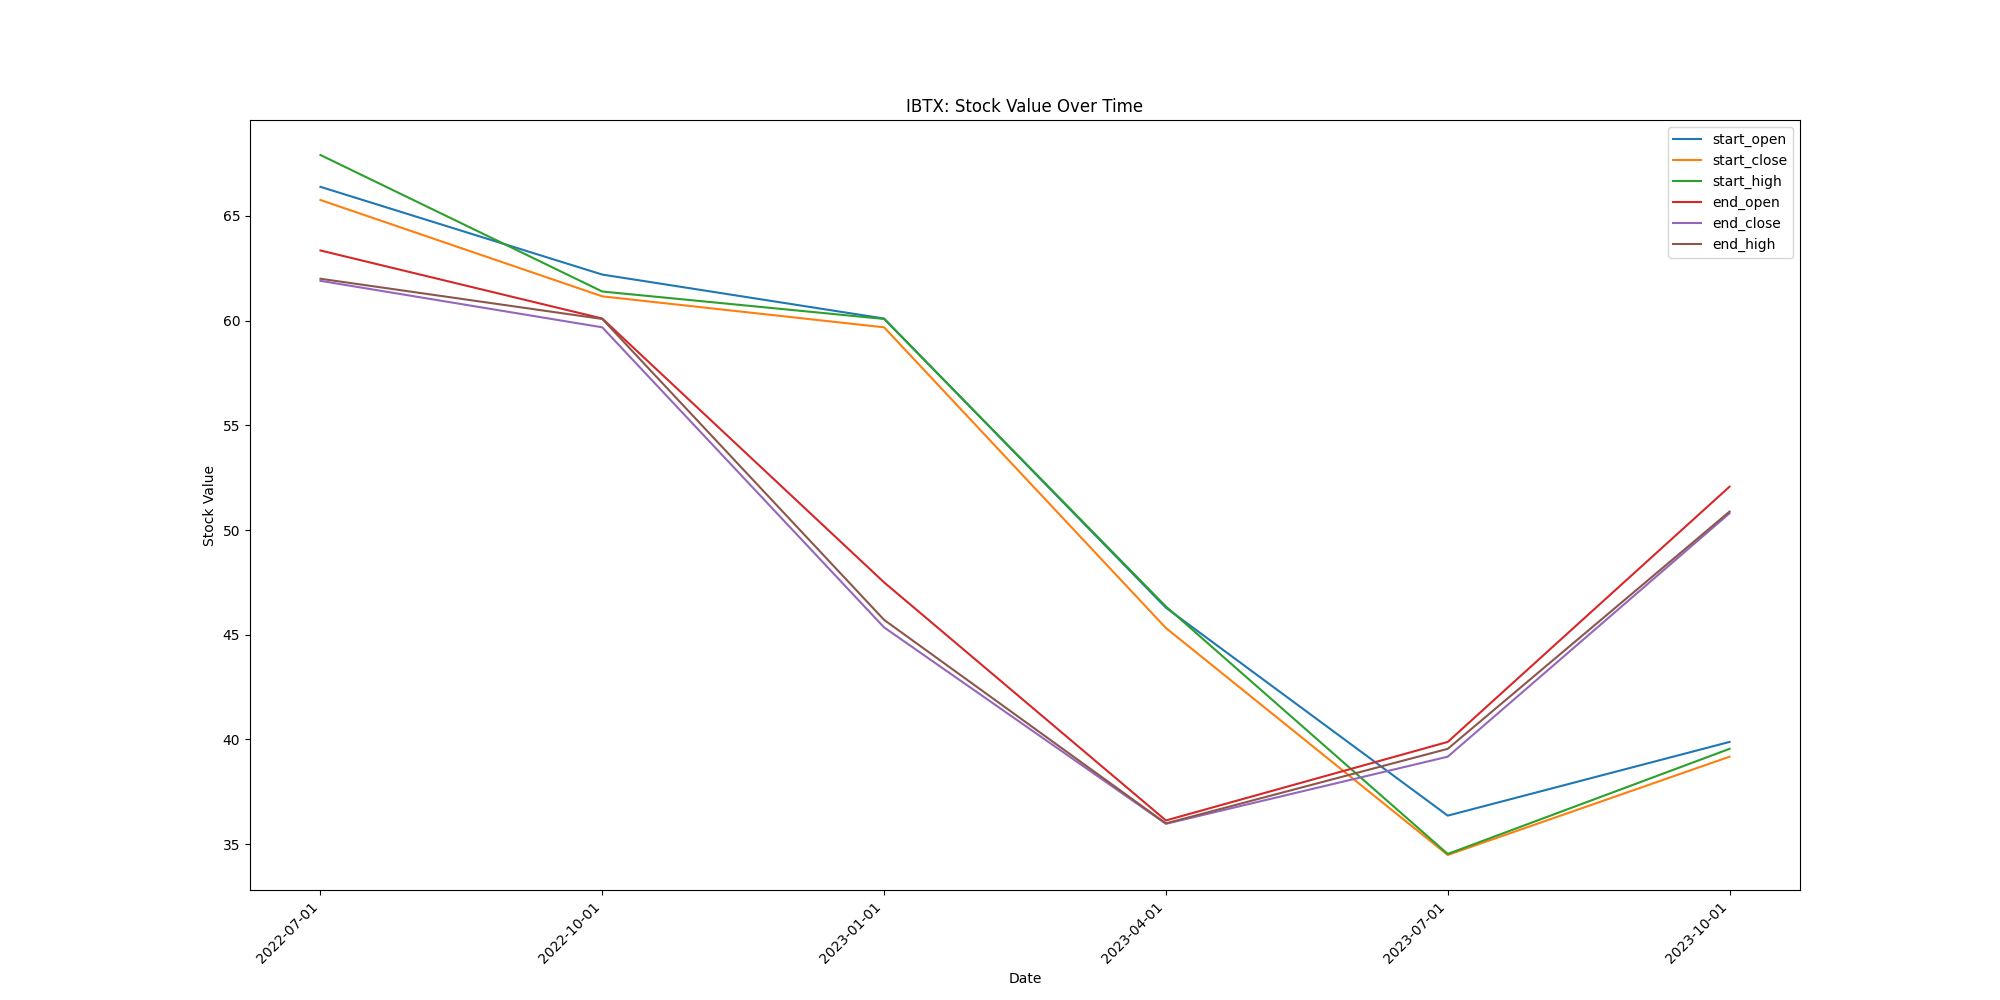 IBTX: Stock Value Over Time
start_open
start_close
start_high
end_open
end_close
end_high
Stock Value
65
60
55
50
45
40
35
2022-07-01
2022-10-01
2023-01-01
2023-04-01
2023-07-01
2023-10-01
Date